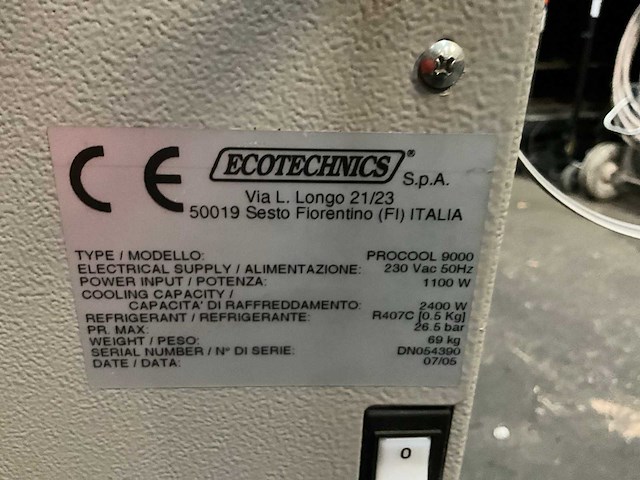 CE ECOTECHNICS® S.p.A.
Via L. Longo 21/23
50019 Sesto Fiorentino (FI) ITALIA
TYPE / MODELLO: PROCOOL 9000
ELECTRICAL SUPPLY / ALIMENTAZIONE: 230 Vac 50Hz
POWER INPUT / POTENZA: 1100 W
COOLING CAPACITY /
CAPACITA' DI RAFFREDDAMENTO: 2400 W
REFRIGERANT / REFRIGERANTE: R407C [0.5 Kg]
PR. MAX: 26.5 bar
WEIGHT / PESO: 69 kg
SERIAL NUMBER / N° DI SERIE: DN054390
DATE / DATA: 07/05
O